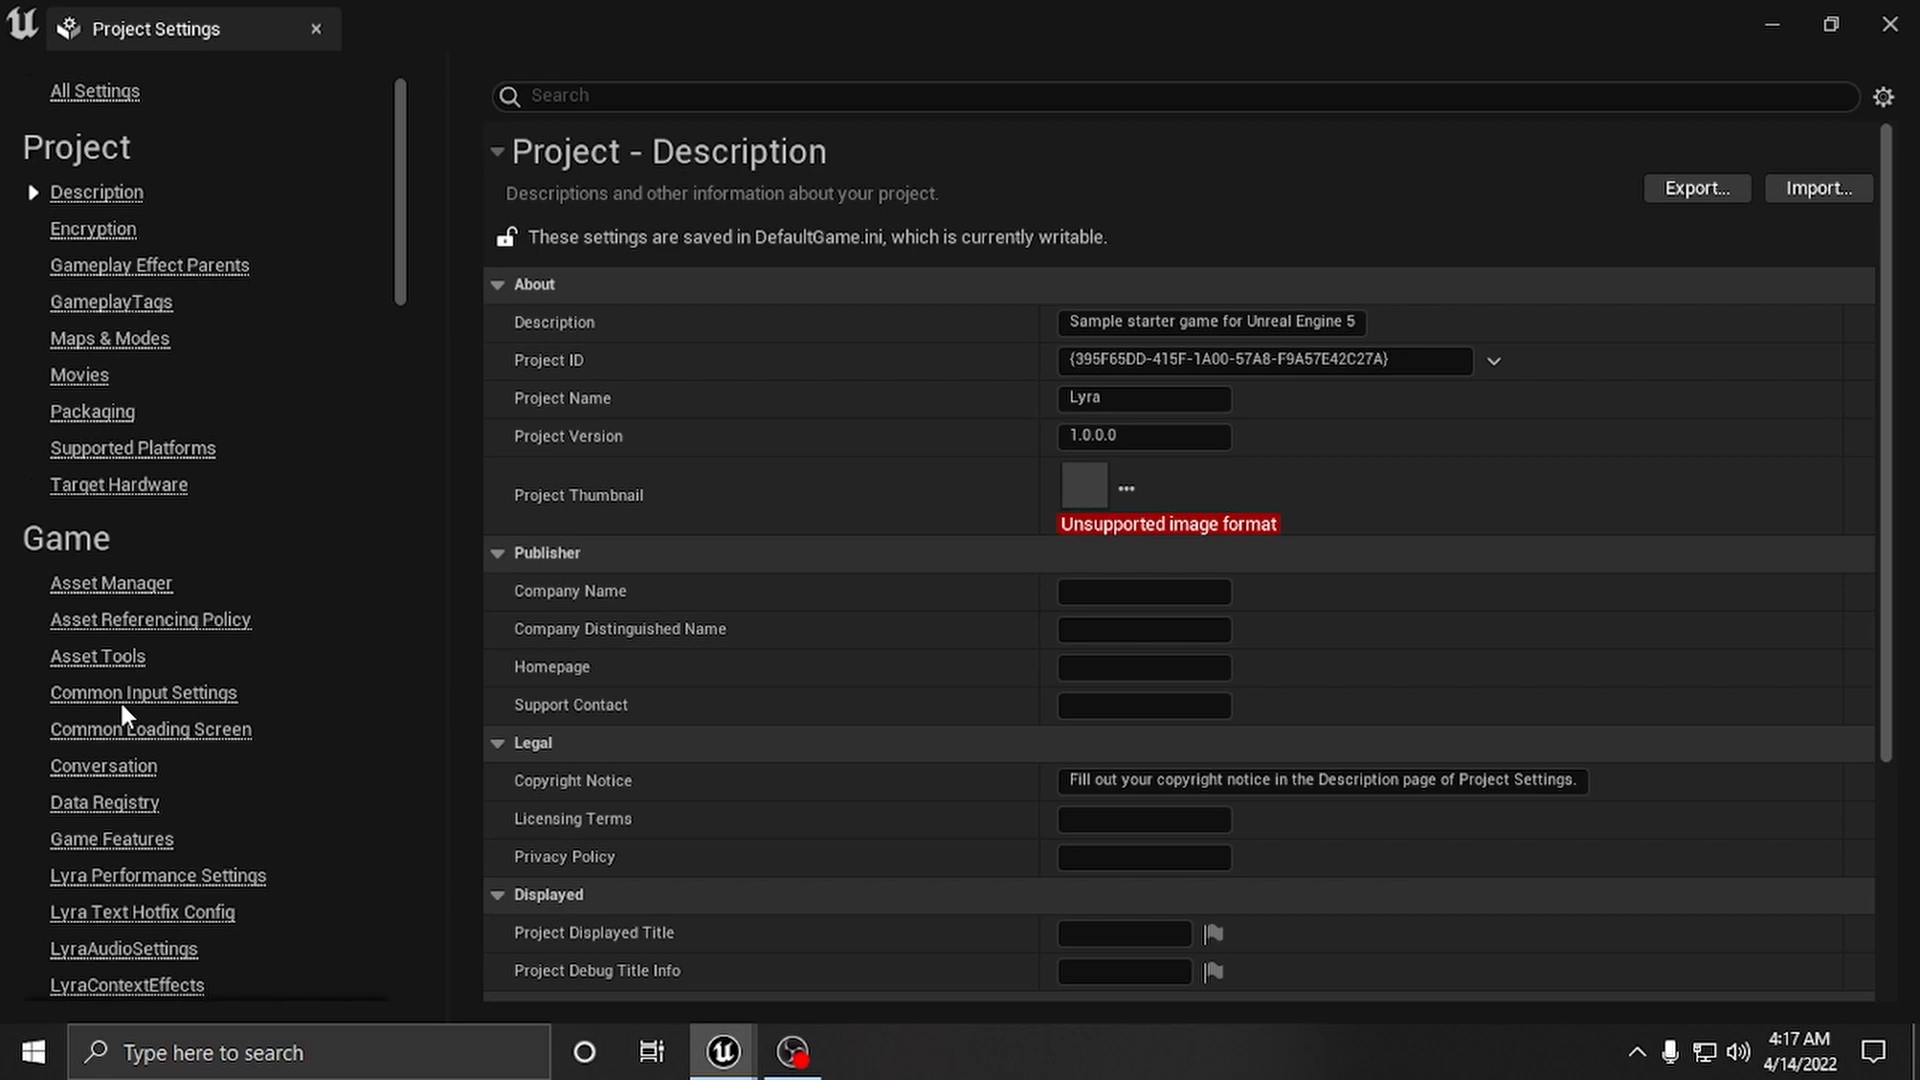 Project Settings
All Settings
Project
Description
Encryption
Gameplay Effect Parents
GameplayTags
Maps & Modes
Movies
Packaging
Supported Platforms
Target Hardware
Game
Asset Manager
Asset Referencing Policy
Asset Tools
Common Input Settings
Common Loading Screen
Conversation
Data Registry
Game Features
Lyra Performance Settings
Lyra Text Hotfix Config
LyraAudioSettings
LyraContextEffects
Search
Project - Description
Descriptions and other information about your project.
Export...
Import...
These settings are saved in DefaultGame.ini, which is currently writable.
About
Description
Sample starter game for Unreal Engine 5
Project ID
{395F65DD-415F-1A00-57A8-F9A57E42C27A}
Project Name
Lyra
Project Version
1.0.0.0
Project Thumbnail
Unsupported image format
Publisher
Company Name
Company Distinguished Name
Homepage
Support Contact
Legal
Copyright Notice
Fill out your copyright notice in the Description page of Project Settings.
Licensing Terms
Privacy Policy
Displayed
Project Displayed Title
Project Debug Title Info
Type here to search
4:17 AM
4/14/2022